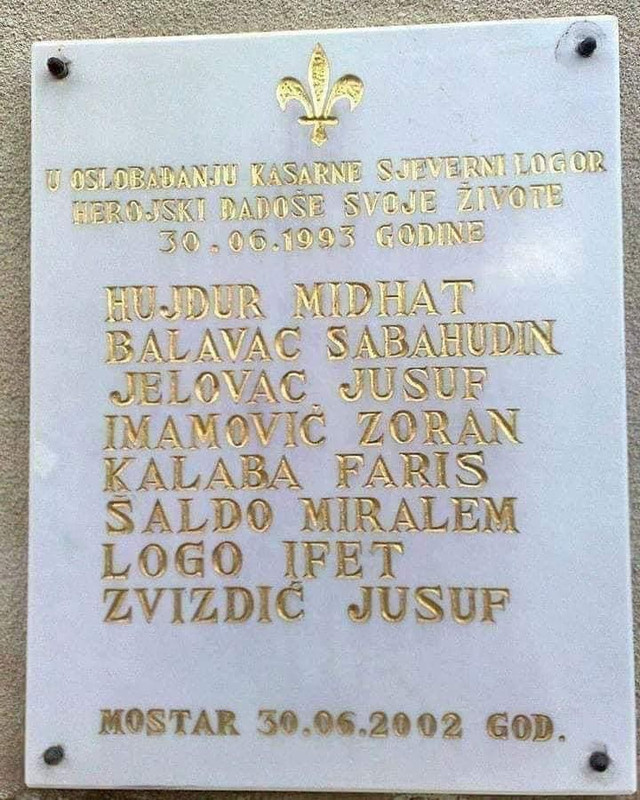 U OSLOBAĐANJU KASARNE SJEVERNI LOGOR
HEROJSKI DADOŠE SVOJE ŽIVOTE
30.06.1993 GODINE
HUJDUR MIDHAT
BALAVAC SABAHUDIN
JELOVAC JUSUF
IMAMOVIĆ ZORAN
KALABA FARIS
ŠALDO MIRALEM
LOGO IFET
ZVIZDIĆ JUSUF
MOSTAR 30.06.2002 GOD.